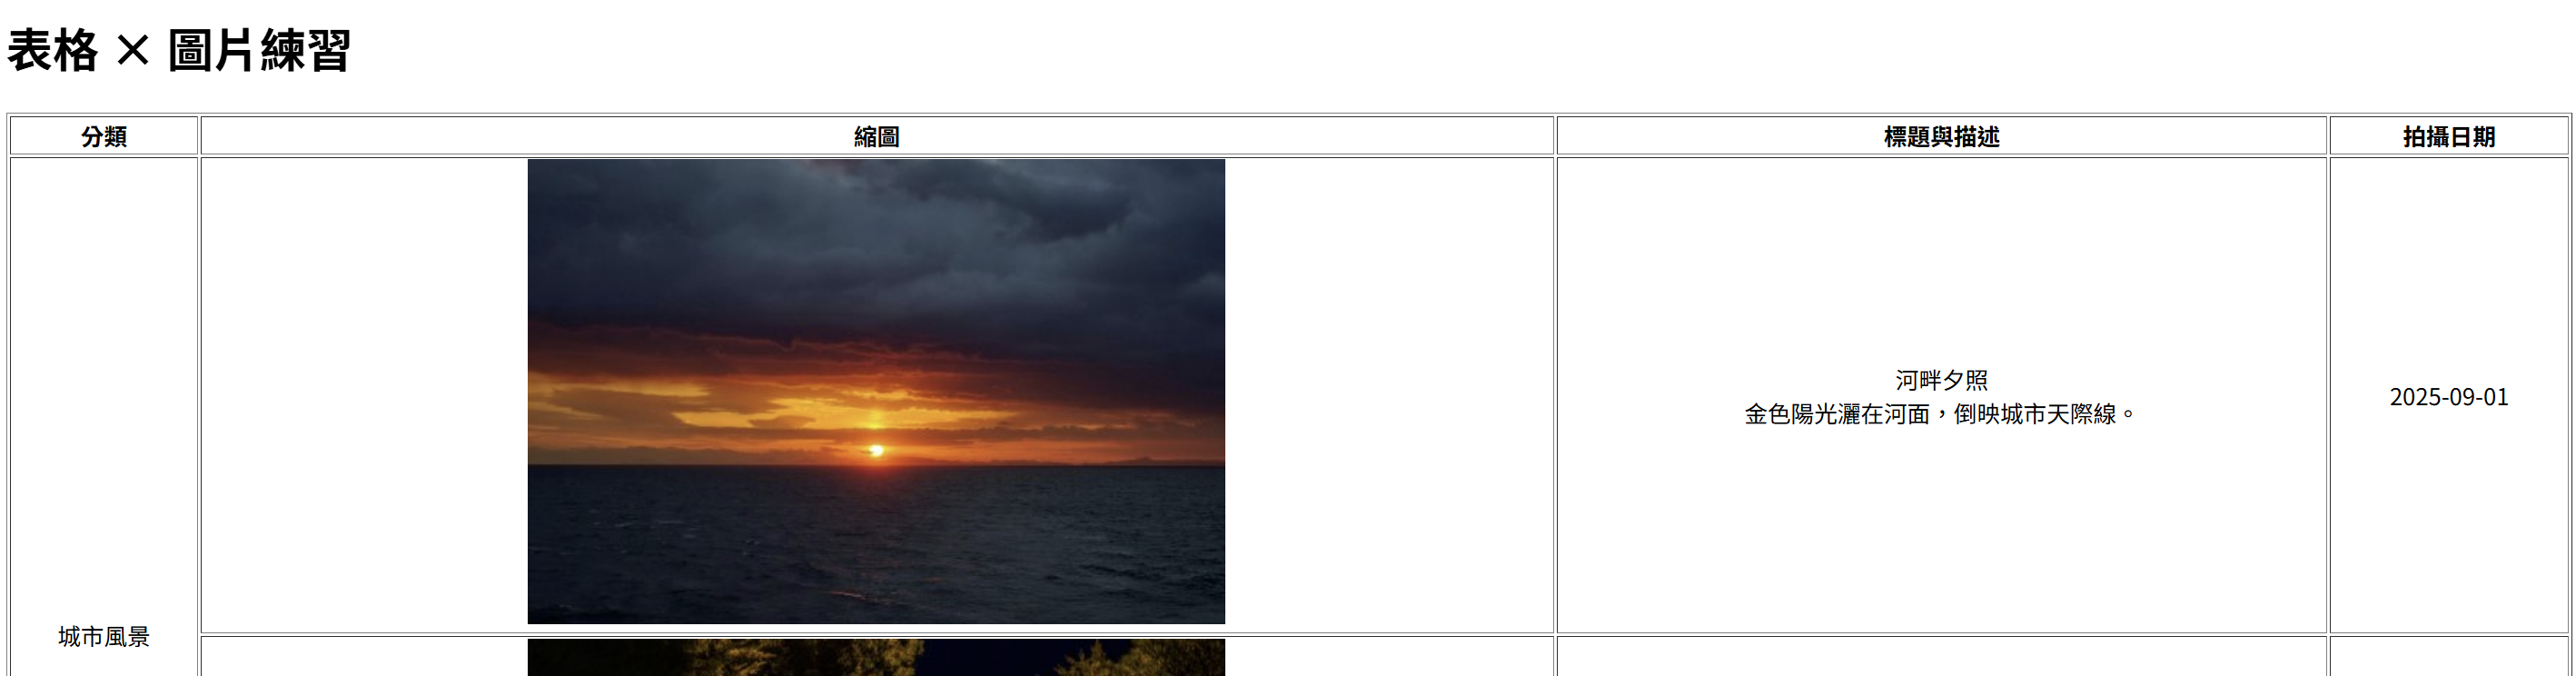 表格 × 圖片練習
分類 縮圖 標題與描述 拍攝日期
河畔夕照
金色陽光灑在河面，倒映城市天際線。
2025-09-01
城市風景